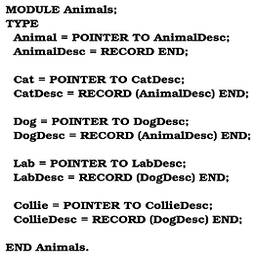 MODULE Animals;
TYPE
Animal = POINTER TO AnimalDesc;
AnimalDesc = RECORD END;
Cat = POINTER TO CatDesc;
CatDesc = RECORD (AnimalDesc) END;
Dog = POINTER TO DogDesc;
DogDesc = RECORD (AnimalDesc) END;
Lab = POINTER TO LabDesc;
LabDesc = RECORD (DogDesc) END;
Collie = POINTER TO CollieDesc;
CollieDesc = RECORD (DogDesc) END;
END Animals.